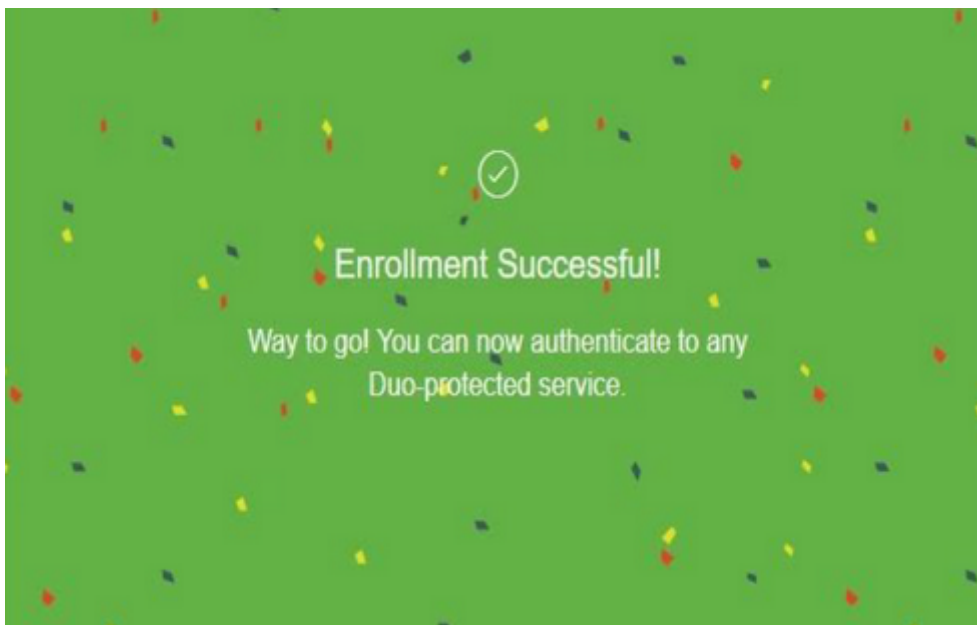 Enrollment Successful!
Way to go! You can now authenticate to any
Duo-protected service.